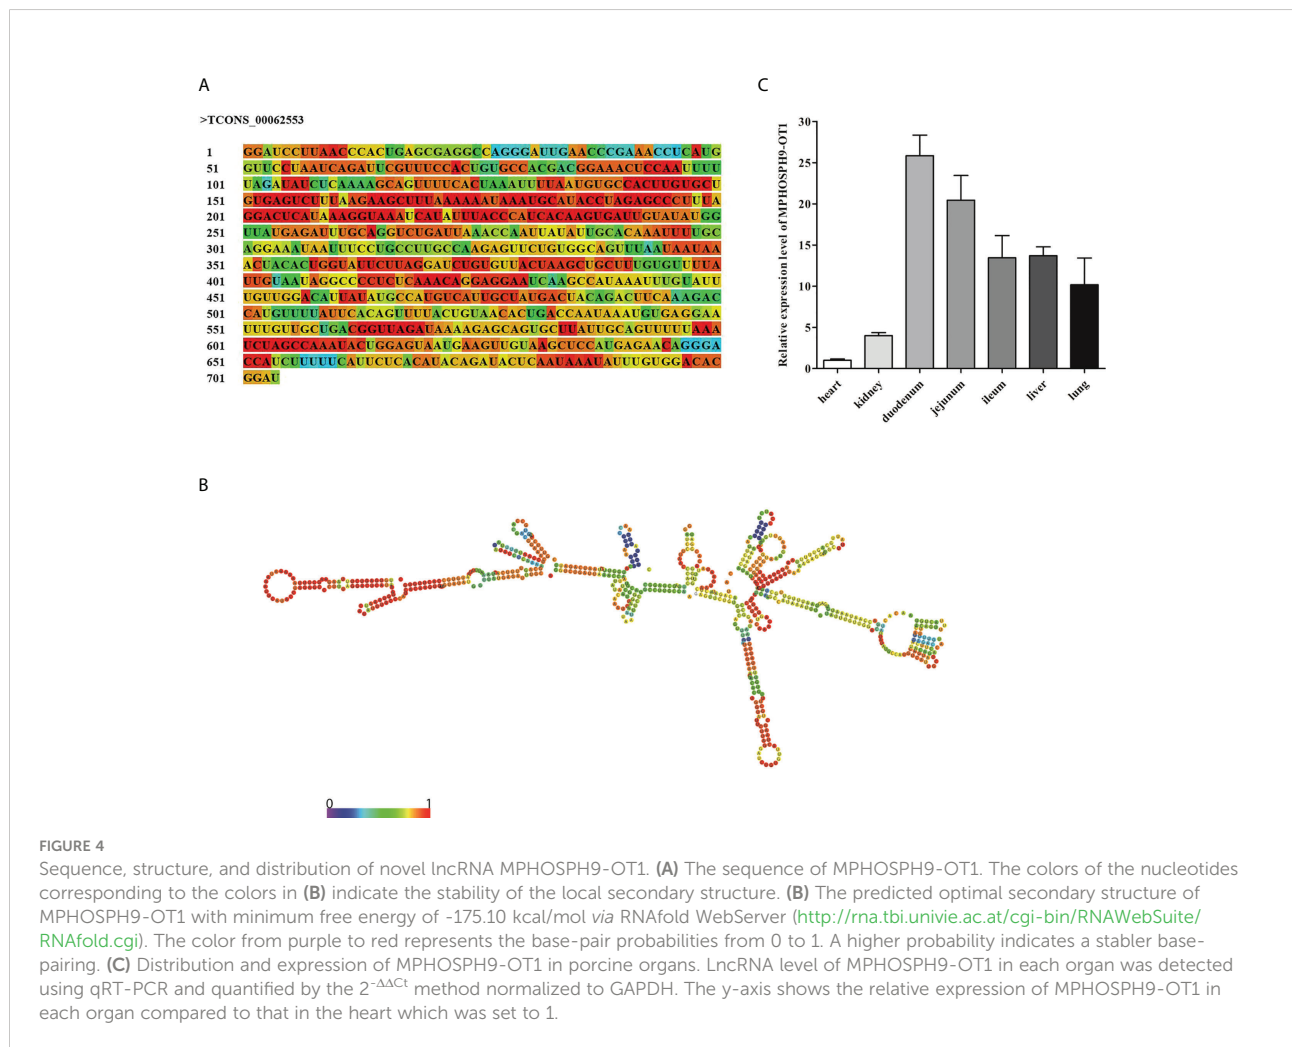 A
>TCONS_00062553
1 GGAUCCUUAACCCACUGAGCGAGGCCAGGGAUUGAACCCGAAACCUCAUG
51 GUUCCUAAUCAGAUUCGUUUCCACUGUGCCACGACGGAAACUCCAAUUUU
101 UAGAUAUCUCAAAAGCAGUUUUCACUAAAUUUUAAUGUGCCACUUGUGCU
151 GUGAGUCUUUAAGAAGCUUUAAAAAAUAAAUGCAUACCUAGAGCCCUUUA
201 GGACUCAUAAAGGUAAAUCAUAUUUACCCAUCACAAGUGAUUGUAUAUGG
251 UUAUGAGAUUUGCAGGUCUGAUUAAACCAAUUAUAUUGCACAAAUUUUGC
301 AGGAAAUAAUUUCCUGCCUUGCCAAGAGUUCUGUGGCAGUUUAAUAAUAA
351 ACUACACUGGUAUUCUUAGGAUCUGUGUUACUAAGCUGCUUUGUGUUUUA
401 UUGUAAUAGGCCCCUCUCAAACAGGAGGAAUCAAGCCAUAAAUUUGUAUU
451 UGUUGGACAUUAUAUGCCAUGUCAUUGCUAUGACUACAGACUUCAAAGAC
501 CAUGUUUUAUUCACAGUUUUACUGUAACACUGACCAAUAAAUGUGAGGAA
551 UUUGUUGCUGACGGUUAGAUAAAAGAGCAGUGCUUAUUGCAGUUUUUAAA
601 UCUAGCCAAAUACUGGAGUAAUGAAGUUGUAAGCUCCAUGAGAACAGGGA
651 CCAUCUUUUUCAUUCUCACAUACAGAUACUCAAUAAAUAUUUGUGGACAC
701 GGAU
C
Relative expression level of MPHOSPH9-OT1
30
25
20
15
10
5
0
heart
kidney
duodenum
jejunum
ileum
liver
lung
B
0 1
FIGURE 4
Sequence, structure, and distribution of novel lncRNA MPHOSPH9-OT1. (A) The sequence of MPHOSPH9-OT1. The colors of the nucleotides
corresponding to the colors in (B) indicate the stability of the local secondary structure. (B) The predicted optimal secondary structure of
MPHOSPH9-OT1 with minimum free energy of -175.10 kcal/mol via RNAfold WebServer (http://rna.tbi.univie.ac.at/cgi-bin/RNAWebSuite/
RNAfold.cgi). The color from purple to red represents the base-pair probabilities from 0 to 1. A higher probability indicates a stabler base-
pairing. (C) Distribution and expression of MPHOSPH9-OT1 in porcine organs. LncRNA level of MPHOSPH9-OT1 in each organ was detected
using qRT-PCR and quantified by the 2-ΔΔCt method normalized to GAPDH. The y-axis shows the relative expression of MPHOSPH9-OT1 in
each organ compared to that in the heart which was set to 1.